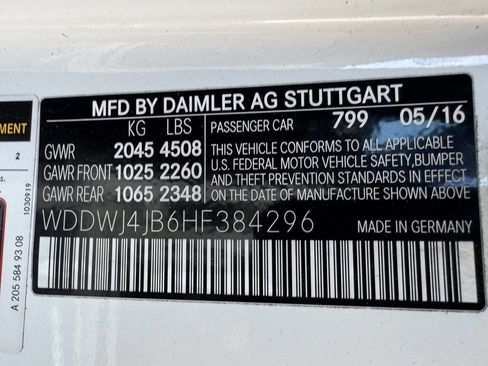 MFD BY DAIMLER AG STUTTGART
KG LBS PASSENGER CAR 799 05/16
GVWR 2045 4508
GAWR FRONT 1025 2260
GAWR REAR 1065 2348
THIS VEHICLE CONFORMS TO ALL APPLICABLE
U.S. FEDERAL MOTOR VEHICLE SAFETY, BUMPER
AND THEFT PREVENTION STANDARDS IN EFFECT
ON THE DATE OF MANUFACTURE SHOWN ABOVE
WDDWJ4JB6HF384296 MADE IN GERMANY
EMENT
2
s.
1030919
A 205 584 93 08